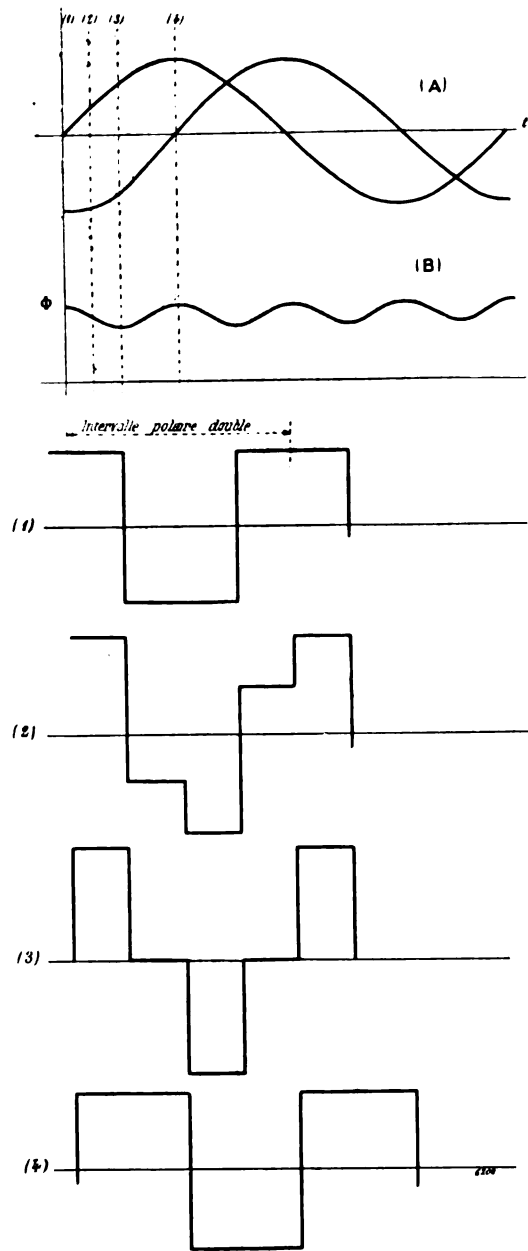 (1) (2) (3) (4)
(A)
t
(B)
Φ
Intervalle polaire double
(1)
(2)
(3)
(4)